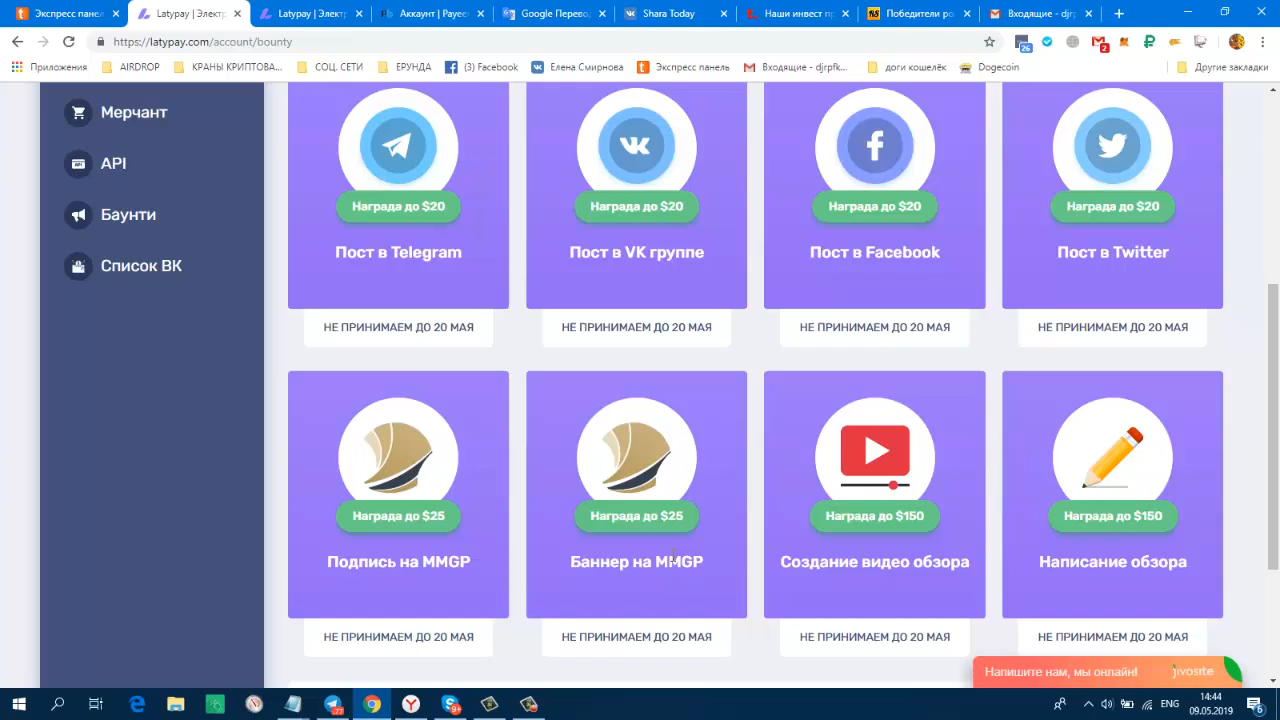 Экспресс панель
Latypay | Электр
Latypay | Электр
Аккаунт | Payee
Google Перево
Shara Today
Наши инвест пр
Победители ро
Входящие - djrp
https://latypay.com/account/bounty
26
2
Приложения
AIRDROP
КРАНЫ КРИПТОВА...
СОЦ. СЕТИ
ЕРУНДА
(3) Facebook
Елена Смирнова
Экспресс панель
Входящие - djrpfk...
доги кошелёк
Dogecoin
Другие закладки
Мерчант
API
Баунти
Список ВК
Награда до $20
Награда до $20
Награда до $20
Награда до $20
Пост в Telegram
Пост в VK группе
Пост в Facebook
Пост в Twitter
НЕ ПРИНИМАЕМ ДО 20 МАЯ
НЕ ПРИНИМАЕМ ДО 20 МАЯ
НЕ ПРИНИМАЕМ ДО 20 МАЯ
НЕ ПРИНИМАЕМ ДО 20 МАЯ
Награда до $25
Награда до $25
Награда до $150
Награда до $150
Подпись на MMGP
Баннер на MMGP
Создание видео обзора
Написание обзора
НЕ ПРИНИМАЕМ ДО 20 МАЯ
НЕ ПРИНИМАЕМ ДО 20 МАЯ
НЕ ПРИНИМАЕМ ДО 20 МАЯ
НЕ ПРИНИМАЕМ ДО 20 МАЯ
Напишите нам, мы онлайн!
jivosite
ENG
14:44
09.05.2019